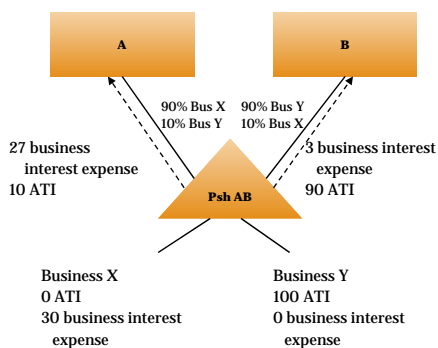 A
B
90% Bus X
10% Bus Y
90% Bus Y
10% Bus X
27 business
interest expense
10 ATI
3 business interest
expense
90 ATI
Psh AB
Business X
0 ATI
30 business interest
expense
Business Y
100 ATI
0 business interest
expense